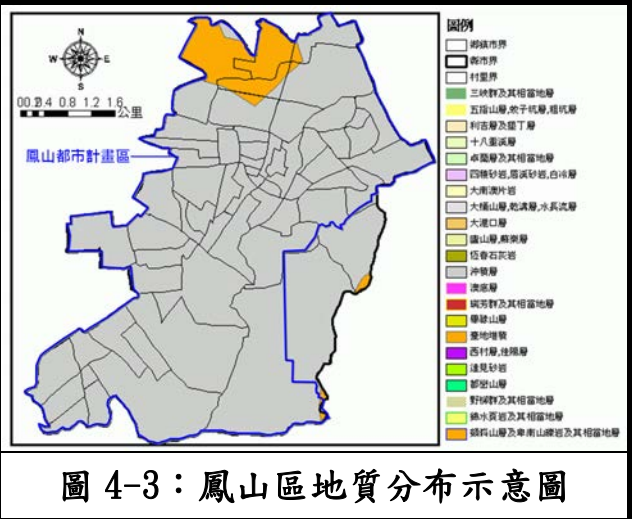 圖例
鄉鎮市界
縣市界
村里界
三峽群及其相當地層
五指山層,蚊子坑層,粗坑層
利吉層及墾丁層
十八重溪層
卓蘭層及其相當地層
四稜砂岩,眉溪砂岩,白冷層
大南澳片岩
大桶山層,乾溝層,水長流層
大港口層
廬山層,蘇樂層
恆春石灰岩
沖積層
澳底層
瑞芳群及其相當地層
臺地堆積
西村層,佳陽層
達見砂岩
都巒山層
野柳群及其相當地層
錦水頁岩及其相當地層
頭嵙山層及卑南山礫岩及其相當地層
N
W
E
S
0 0.2 0.4 0.8 1.2 1.6
公里
鳳山都市計畫區
圖 4-3：鳳山區地質分布示意圖